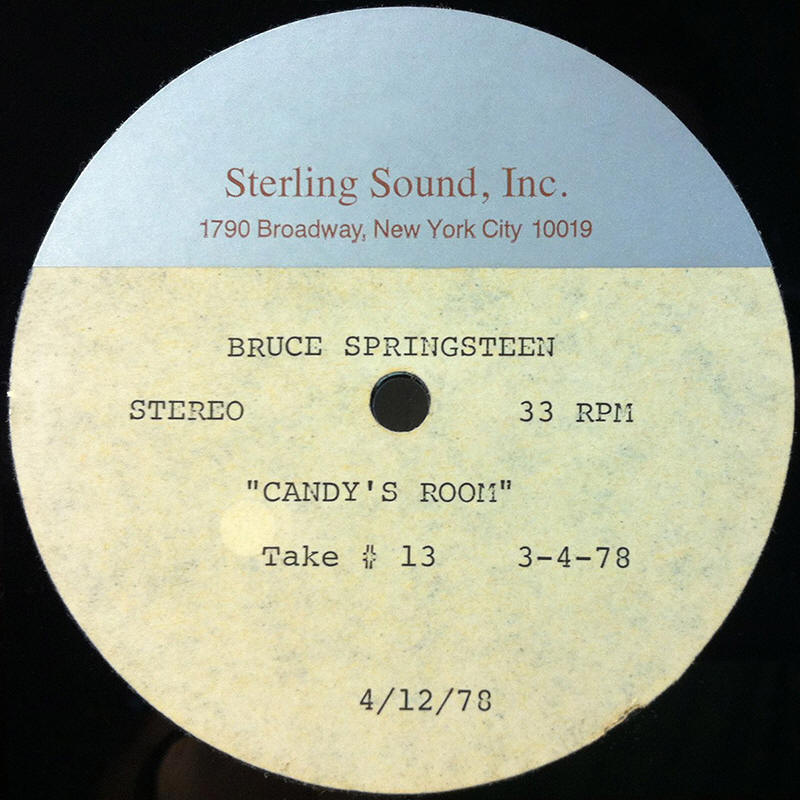 Sterling Sound, Inc.
1790 Broadway, New York City 10019
BRUCE SPRINGSTEEN
STEREO 33 RPM
"CANDY'S ROOM"
Take # 13 3-4-78
4/12/78